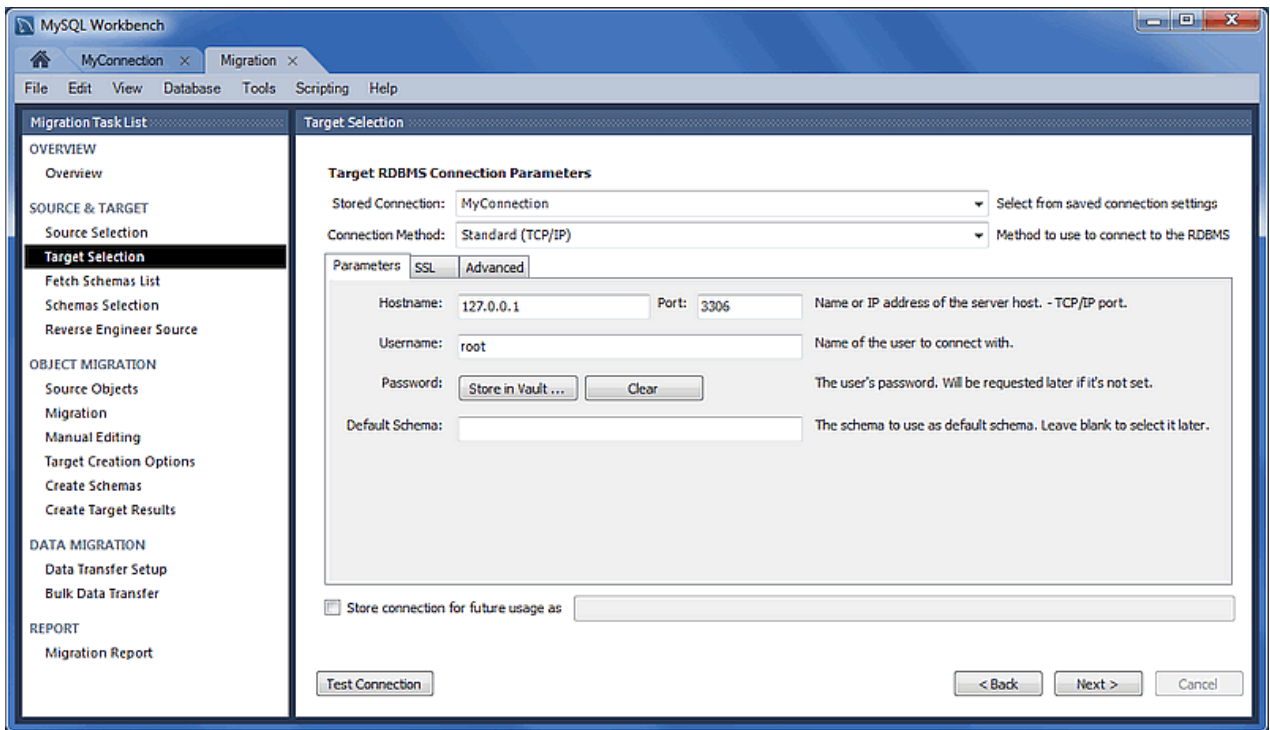 MySQL Workbench
MyConnection
Migration
File Edit View Database Tools Scripting Help
Migration Task List
OVERVIEW
Overview
SOURCE & TARGET
Source Selection
Target Selection
Fetch Schemas List
Schemas Selection
Reverse Engineer Source
OBJECT MIGRATION
Source Objects
Migration
Manual Editing
Target Creation Options
Create Schemas
Create Target Results
DATA MIGRATION
Data Transfer Setup
Bulk Data Transfer
REPORT
Migration Report
Target Selection
Target RDBMS Connection Parameters
Stored Connection: MyConnection Select from saved connection settings
Connection Method: Standard (TCP/IP) Method to use to connect to the RDBMS
Parameters SSL Advanced
Hostname: 127.0.0.1 Port: 3306 Name or IP address of the server host. - TCP/IP port.
Username: root Name of the user to connect with.
Password: Store in Vault ... Clear The user's password. Will be requested later if it's not set.
Default Schema: The schema to use as default schema. Leave blank to select it later.
Store connection for future usage as
Test Connection < Back Next > Cancel